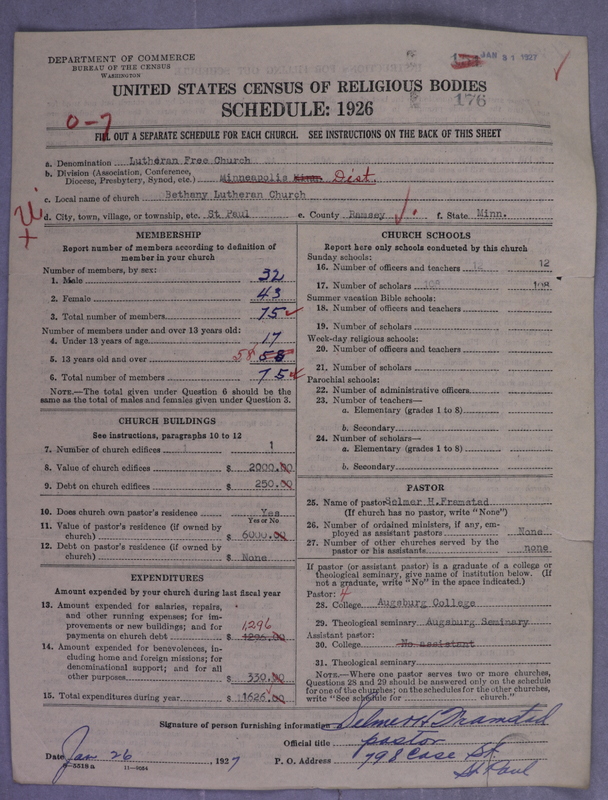 DEPARTMENT OF COMMERCE
BUREAU OF THE CENSUS
WASHINGTON
JAN 31 1927
UNITED STATES CENSUS OF RELIGIOUS BODIES
SCHEDULE: 1926
176
0-7
FILL OUT A SEPARATE SCHEDULE FOR EACH CHURCH. SEE INSTRUCTIONS ON THE BACK OF THIS SHEET
a. Denomination Lutheran Free Church
b. Division (Association, Conference, Diocese, Presbytery, Synod, etc.) Minneapolis Minn. Dist.
c. Local name of church Bethany Lutheran Church
d. City, town, village, or township, etc. St Paul e. County Ramsey f. State Minn.
MEMBERSHIP
Report number of members according to definition of
member in your church
Number of members, by sex:
1. Male 32
2. Female 43
3. Total number of members 75
Number of members under and over 13 years old:
4. Under 13 years of age 17
5. 13 years old and over 58 58
6. Total number of members 75
NOTE.—The total given under Question 6 should be the
same as the total of males and females given under Question 3.
CHURCH BUILDINGS
See instructions, paragraphs 10 to 12
7. Number of church edifices 1
8. Value of church edifices $ 2000.00
9. Debt on church edifices $ 250.00
10. Does church own pastor's residence Yes
Yes or No
11. Value of pastor's residence (if owned by
church) $ 6000.00
12. Debt on pastor's residence (if owned by
church) $ None
EXPENDITURES
Amount expended by your church during last fiscal year
13. Amount expended for salaries, repairs,
and other running expenses; for im-
provements or new buildings; and for 1,296
payments on church debt $ 1296.00
14. Amount expended for benevolences, in-
cluding home and foreign missions; for
denominational support; and for all
other purposes $ 330.00
15. Total expenditures during year $ 1626.00
CHURCH SCHOOLS
Report here only schools conducted by this church
Sunday schools:
16. Number of officers and teachers 12
17. Number of scholars 108
Summer vacation Bible schools:
18. Number of officers and teachers
19. Number of scholars
Week-day religious schools:
20. Number of officers and teachers
21. Number of scholars
Parochial schools:
22. Number of administrative officers
23. Number of teachers—
a. Elementary (grades 1 to 8)
b. Secondary
24. Number of scholars—
a. Elementary (grades 1 to 8)
b. Secondary
PASTOR
25. Name of pastor Selmer H. Framstad
(If church has no pastor, write "None")
26. Number of ordained ministers, if any, em-
ployed as assistant pastors None
27. Number of other churches served by the
pastor or his assistants none
If pastor (or assistant pastor) is a graduate of a college or
theological seminary, give name of institution below. (If
not a graduate, write "No" in the space indicated.)
Pastor: 4
28. College Augsburg College
29. Theological seminary Augsburg Seminary
Assistant pastor:
30. College No assistant
31. Theological seminary
NOTE.—Where one pastor serves two or more churches,
Questions 28 and 29 should be answered only on the schedule
for one of the churches; on the schedules for the other churches,
write "See schedule for church."
Signature of person furnishing information Selmer H. Framstad
Official title pastor
Date Jan 26, 1927 P. O. Address 798 Case St.
St Paul
5518 a 11-9064